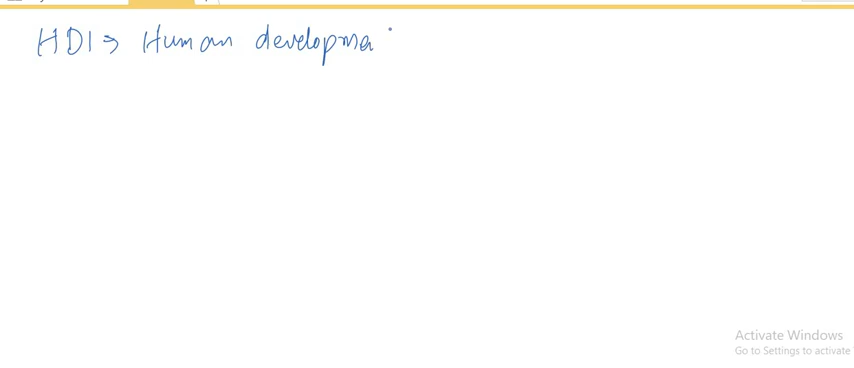 HDI → Human developme
Activate Windows
Go to Settings to activate